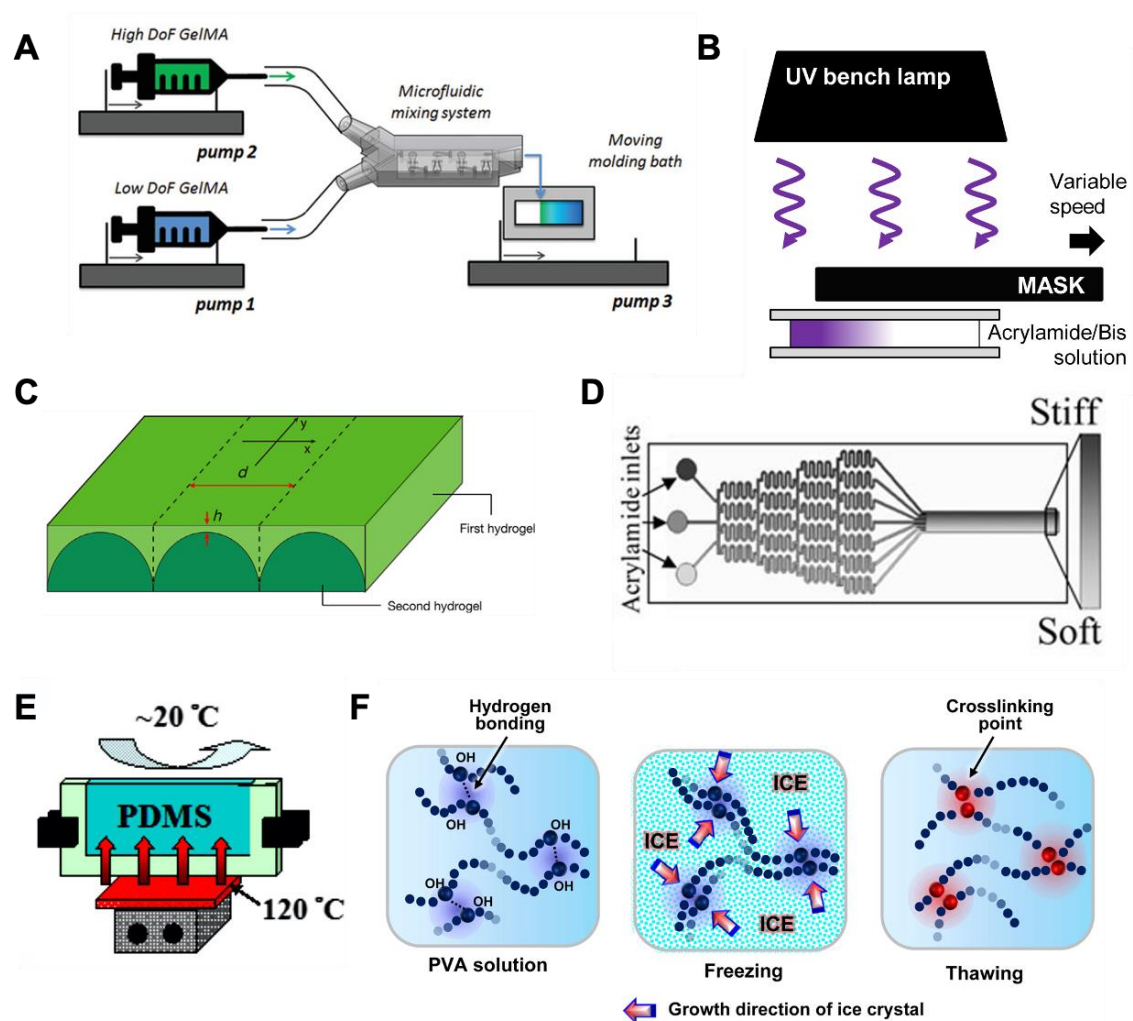 A
High DoF GelMA
pump 2
Low DoF GelMA
pump 1
Microfluidic
mixing system
Moving
molding bath
pump 3
B
UV bench lamp
Variable
speed
MASK
Acrylamide/Bis
solution
C
y
x
d
h
First hydrogel
Second hydrogel
D
Acrylamide inlets
Stiff
Soft
E
~20 ℃
PDMS
120 ℃
F
Hydrogen
bonding
OH
OH
OH
OH
OH
OH
PVA solution
ICE
ICE
ICE
Freezing
Crosslinking
point
Thawing
Growth direction of ice crystal